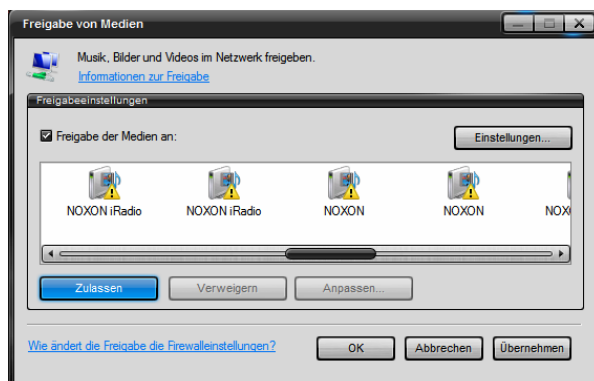 Freigabe von Medien
Musik, Bilder und Videos im Netzwerk freigeben.
Informationen zur Freigabe
Freigabeeinstellungen
Freigabe der Medien an:
Einstellungen...
NOXON iRadio NOXON iRadio NOXON NOXON NOX
Zulassen Verweigern Anpassen...
Wie ändert die Freigabe die Firewalleinstellungen?
OK Abbrechen Übernehmen